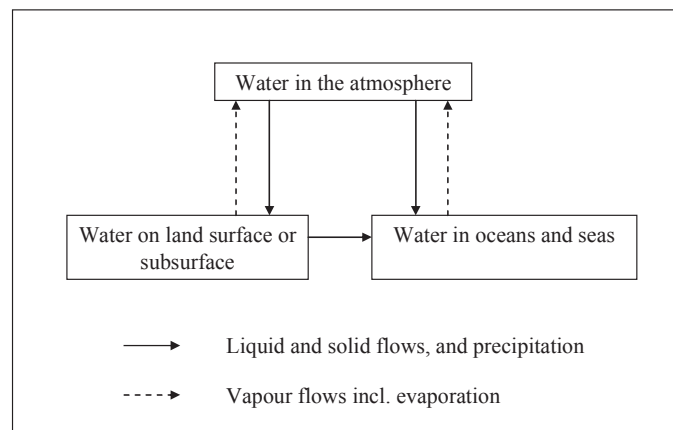 Water in the atmosphere
Water on land surface or
subsurface
Water in oceans and seas
Liquid and solid flows, and precipitation
Vapour flows incl. evaporation